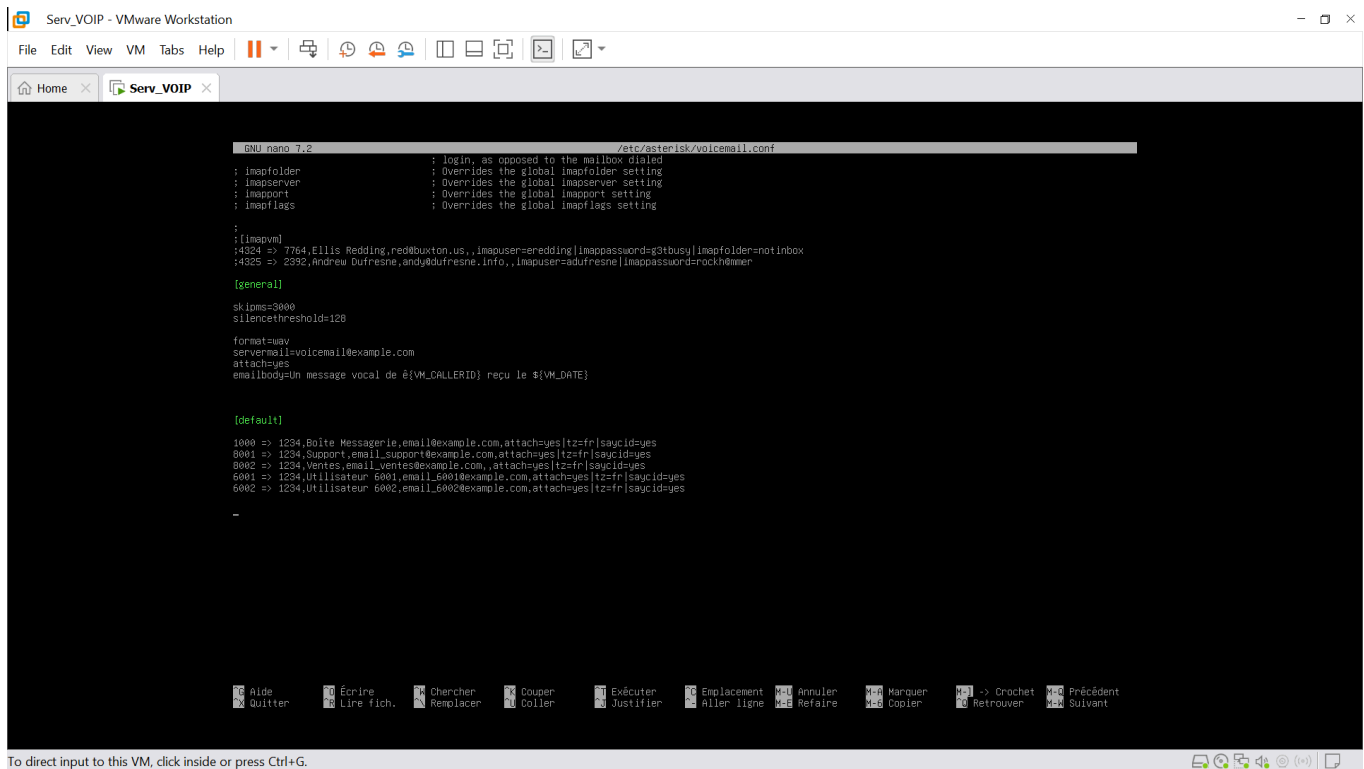 Serv_VOIP - VMware Workstation
File Edit View VM Tabs Help
Home
Serv_VOIP
GNU nano 7.2 /etc/asterisk/voicemail.conf
; login, as opposed to the mailbox dialed
; imapfolder ; Overrides the global imapfolder setting
; imapserver ; Overrides the global imapserver setting
; imapport ; Overrides the global imapport setting
; imapflags ; Overrides the global imapflags setting
;
;[imapvm]
;4324 => 7764,Ellis Redding,red@buxton.us,,imapuser=eredding|imappassword=g3tbusy|imapfolder=notinbox
;4325 => 2392,Andrew Dufresne,andy@dufresne.info,,imapuser=adufresne|imappassword=rockh@mmer
[general]
skipms=3000
silencethreshold=128
format=wav
servermail=voicemail@example.com
attach=yes
emailbody=Un message vocal de ê{VM_CALLERID} reçu le ${VM_DATE}
[default]
1000 => 1234,Boîte Messagerie,email@example.com,attach=yes|tz=fr|saycid=yes
8001 => 1234,Support,email_support@example.com,attach=yes|tz=fr|saycid=yes
8002 => 1234,Ventes,email_ventes@example.com,,attach=yes|tz=fr|saycid=yes
6001 => 1234,Utilisateur 6001,email_6001@example.com,attach=yes|tz=fr|saycid=yes
6002 => 1234,Utilisateur 6002,email_6002@example.com,attach=yes|tz=fr|saycid=yes
^G Aide ^O Écrire ^W Chercher ^K Couper ^T Exécuter ^C Emplacement M-U Annuler M-A Marquer M-] -> Crochet M-Q Précédent
^X Quitter ^R Lire fich. ^\ Remplacer ^U Coller ^J Justifier ^- Aller ligne M-E Refaire M-6 Copier ^Q Retrouver M-W Suivant
To direct input to this VM, click inside or press Ctrl+G.